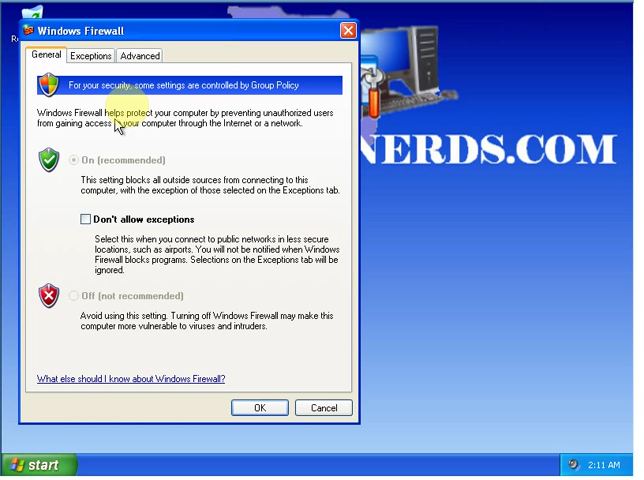 Windows Firewall
General Exceptions Advanced
For your security, some settings are controlled by Group Policy
Windows Firewall helps protect your computer by preventing unauthorized users
from gaining access to your computer through the Internet or a network.
On (recommended)
This setting blocks all outside sources from connecting to this
computer, with the exception of those selected on the Exceptions tab.
Don't allow exceptions
Select this when you connect to public networks in less secure
locations, such as airports. You will not be notified when Windows
Firewall blocks programs. Selections on the Exceptions tab will be
ignored.
Off (not recommended)
Avoid using this setting. Turning off Windows Firewall may make this
computer more vulnerable to viruses and intruders.
What else should I know about Windows Firewall?
OK Cancel
NERDS.COM
start
2:11 AM